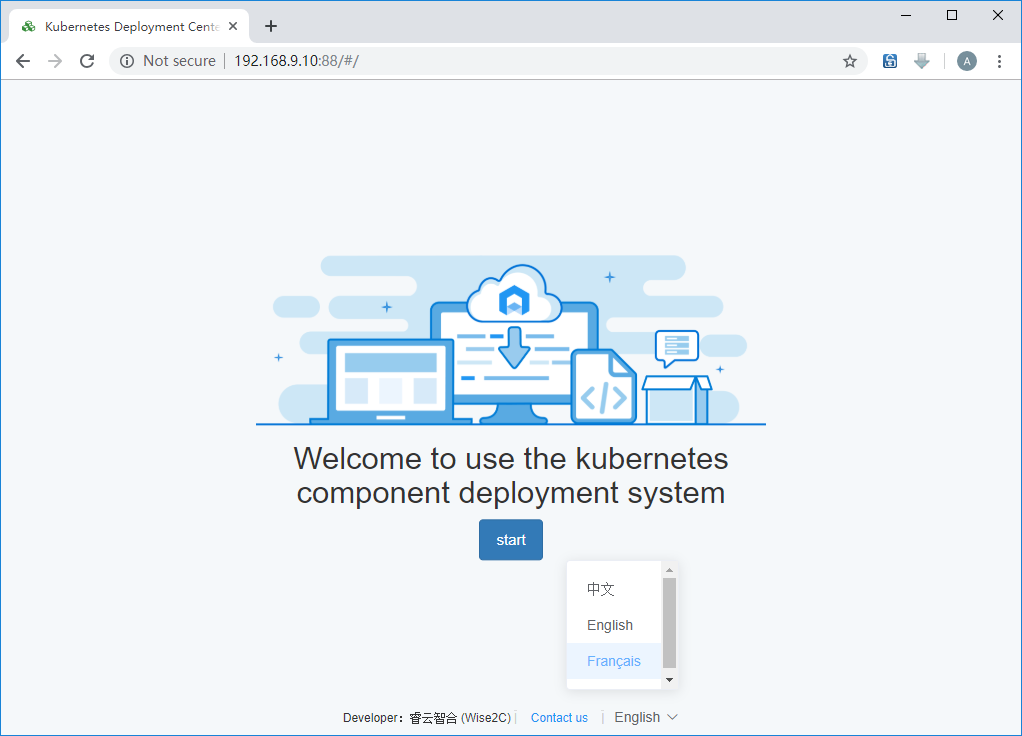 Kubernetes Deployment Cente
Not secure
192.168.9.10:88/#/
A
Welcome to use the kubernetes
component deployment system
start
中文
English
Français
Developer：睿云智合 (Wise2C)
Contact us
English